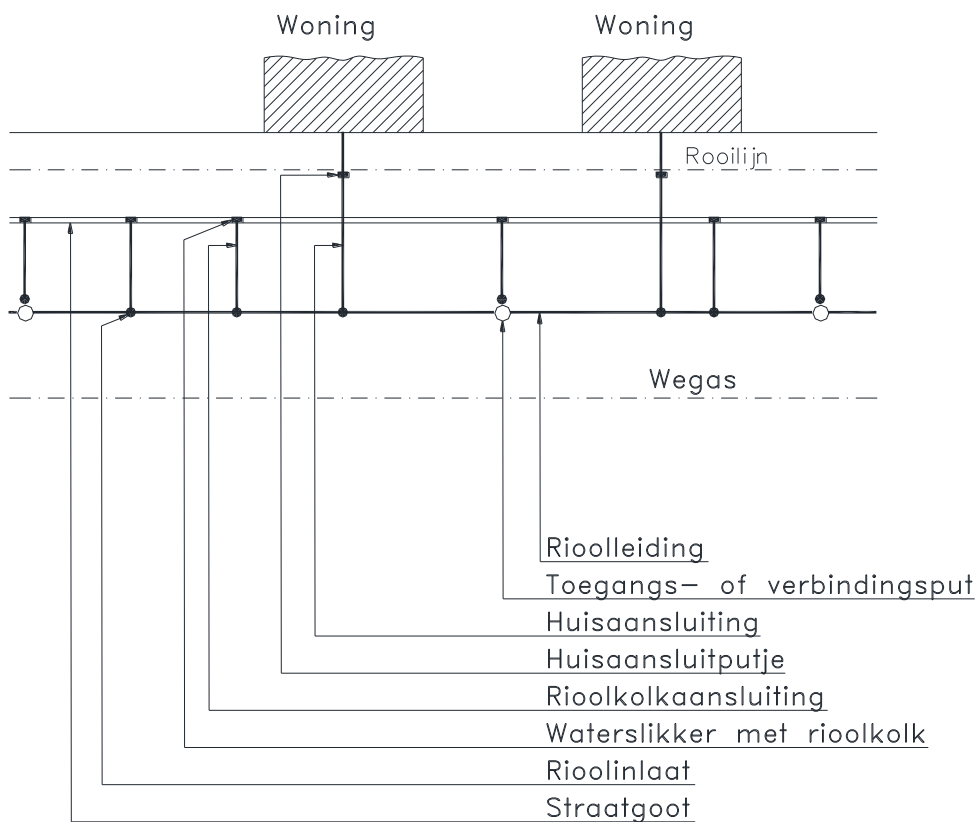 Woning
Woning
Rooilijn
Wegas
Rioolleiding
Toegangs- of verbindingsput
Huisaansluiting
Huisaansluitputje
Rioolkolkaansluiting
Waterslikker met rioolkolk
Rioolinlaat
Straatgoot